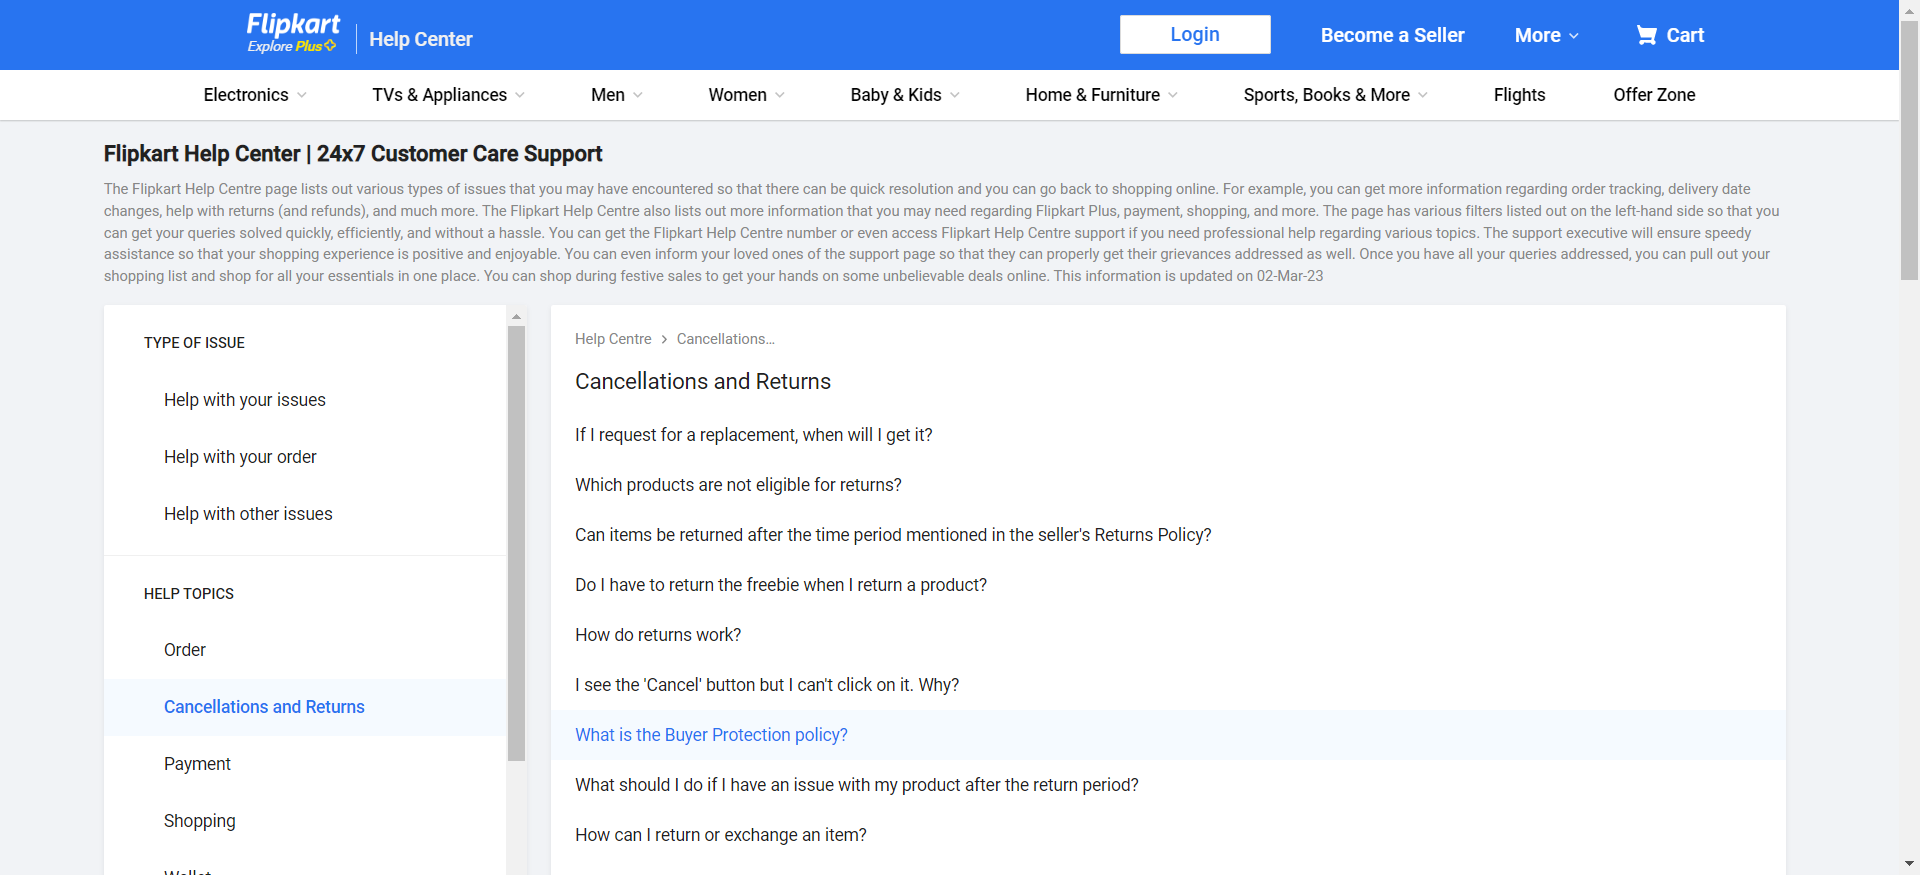 Flipkart
Explore Plus
Help Center
Login
Become a Seller
More
Cart
Electronics
TVs & Appliances
Men
Women
Baby & Kids
Home & Furniture
Sports, Books & More
Flights
Offer Zone
Flipkart Help Center | 24x7 Customer Care Support
The Flipkart Help Centre page lists out various types of issues that you may have encountered so that there can be quick resolution and you can go back to shopping online. For example, you can get more information regarding order tracking, delivery date
changes, help with returns (and refunds), and much more. The Flipkart Help Centre also lists out more information that you may need regarding Flipkart Plus, payment, shopping, and more. The page has various filters listed out on the left-hand side so that you
can get your queries solved quickly, efficiently, and without a hassle. You can get the Flipkart Help Centre number or even access Flipkart Help Centre support if you need professional help regarding various topics. The support executive will ensure speedy
assistance so that your shopping experience is positive and enjoyable. You can even inform your loved ones of the support page so that they can properly get their grievances addressed as well. Once you have all your queries addressed, you can pull out your
shopping list and shop for all your essentials in one place. You can shop during festive sales to get your hands on some unbelievable deals online. This information is updated on 02-Mar-23
TYPE OF ISSUE
Help with your issues
Help with your order
Help with other issues
HELP TOPICS
Order
Cancellations and Returns
Payment
Shopping
Wallet
Help Centre > Cancellations...
Cancellations and Returns
If I request for a replacement, when will I get it?
Which products are not eligible for returns?
Can items be returned after the time period mentioned in the seller's Returns Policy?
Do I have to return the freebie when I return a product?
How do returns work?
I see the 'Cancel' button but I can't click on it. Why?
What is the Buyer Protection policy?
What should I do if I have an issue with my product after the return period?
How can I return or exchange an item?